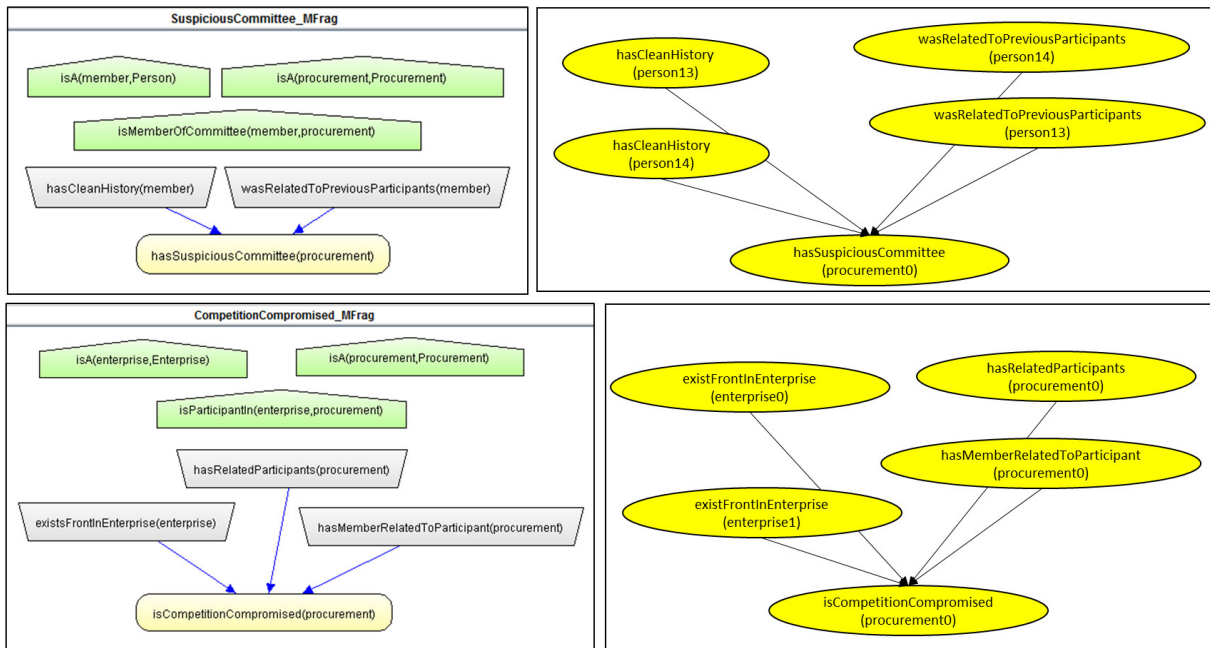 SuspiciousCommittee_MFrag
isA(member,Person)
isA(procurement,Procurement)
isMemberOfCommittee(member,procurement)
hasCleanHistory(member)
wasRelatedToPreviousParticipants(member)
hasSuspiciousCommittee(procurement)
hasCleanHistory
(person13)
wasRelatedToPreviousParticipants
(person14)
hasCleanHistory
(person14)
wasRelatedToPreviousParticipants
(person13)
hasSuspiciousCommittee
(procurement0)
CompetitionCompromised_MFrag
isA(enterprise,Enterprise)
isA(procurement,Procurement)
isParticipantIn(enterprise,procurement)
hasRelatedParticipants(procurement)
existsFrontInEnterprise(enterprise)
hasMemberRelatedToParticipant(procurement)
isCompetitionCompromised(procurement)
existFrontInEnterprise
(enterprise0)
hasRelatedParticipants
(procurement0)
existFrontInEnterprise
(enterprise1)
hasMemberRelatedToParticipant
(procurement0)
isCompetitionCompromised
(procurement0)